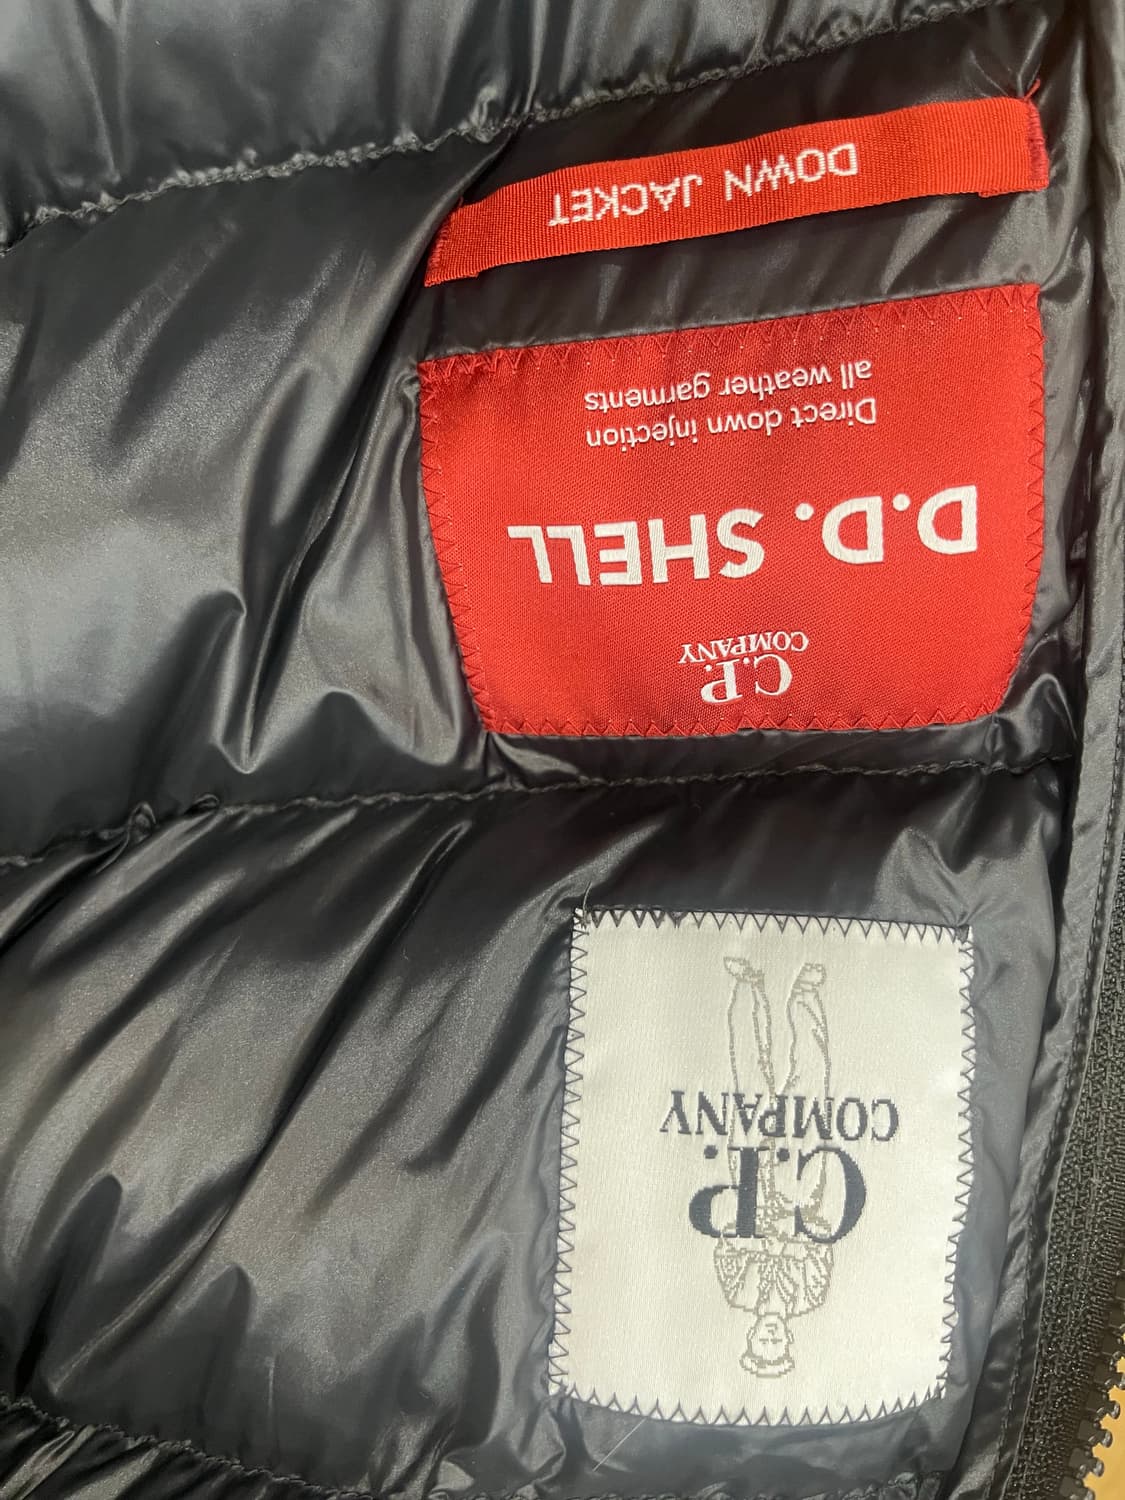 C.P.
COMPANY
C.P.
COMPANY
D.D. SHELL
Direct down injection
all weather garments
DOWN JACKET